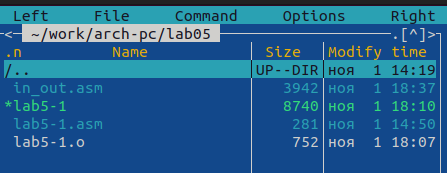 Left File Command Options Right
<─ ~/work/arch-pc/lab05 ─.[^]>
.n Name Size Modify time
/.. UP--DIR ноя 1 14:19
in_out.asm 3942 ноя 1 18:37
*lab5-1 8740 ноя 1 18:10
lab5-1.asm 281 ноя 1 14:50
lab5-1.o 752 ноя 1 18:07